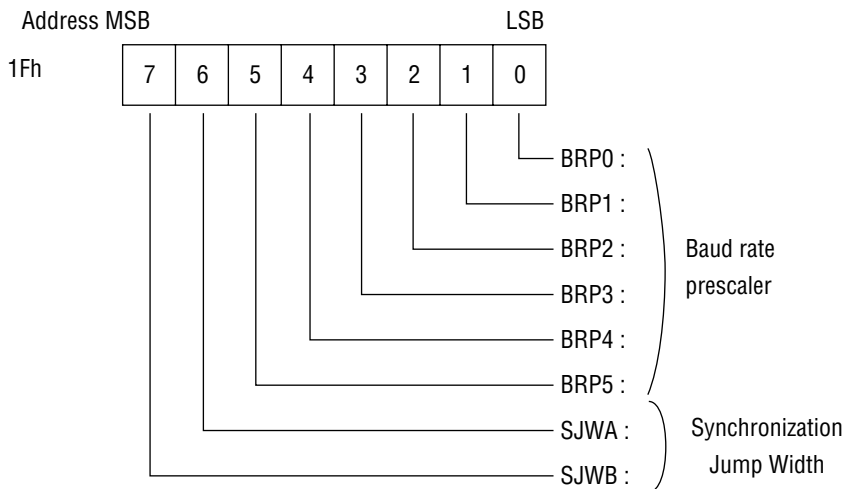 Address MSB LSB
1Fh 7 6 5 4 3 2 1 0
BRP0 :
BRP1 :
BRP2 : Baud rate
BRP3 : prescaler
BRP4 :
BRP5 :
SJWA : Synchronization
SJWB : Jump Width